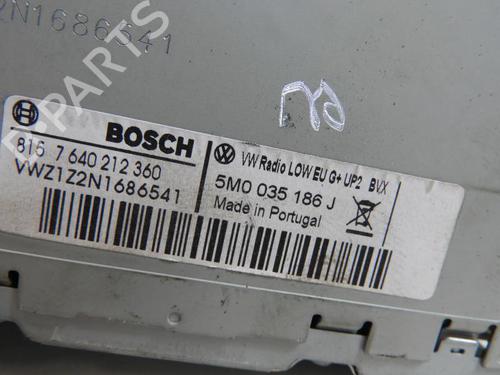 2N1686541
BOSCH
815 7 640 212 360
VWZ1Z2N1686541
VW Radio LOW EU G+ UP2 BVX
5M0 035 186 J
Made in Portugal